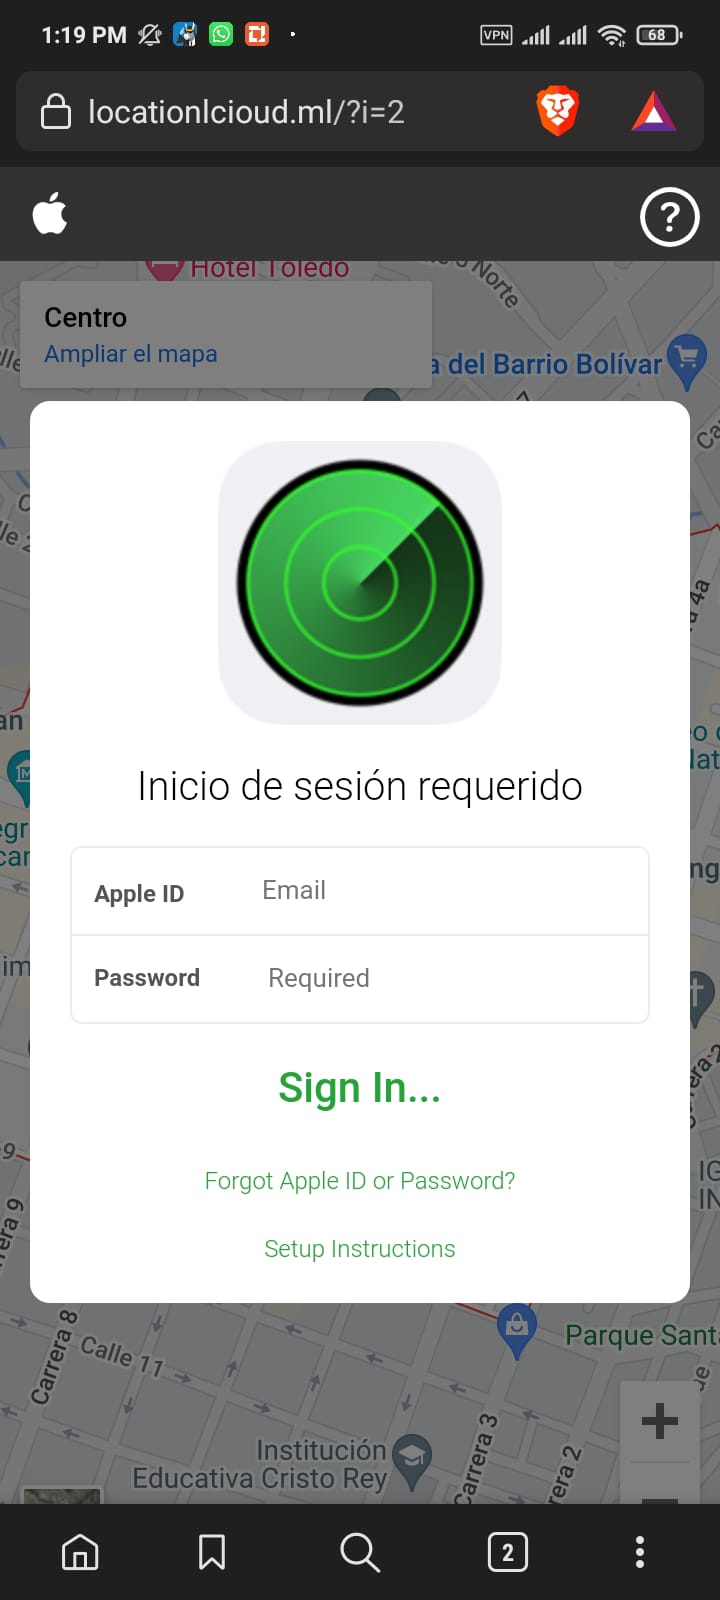 1:19 PM VPN 68
locationlcioud.ml/?i=2
Hotel Toledo
Norte
Centro
Ampliar el mapa
a del Barrio Bolívar
Inicio de sesión requerido
Apple ID Email
Password Required
Sign In...
Forgot Apple ID or Password?
Setup Instructions
Carrera 8
Calle 11
Parque Sant
Institución
Educativa Cristo Rey
Carrera 3
rera 2
2